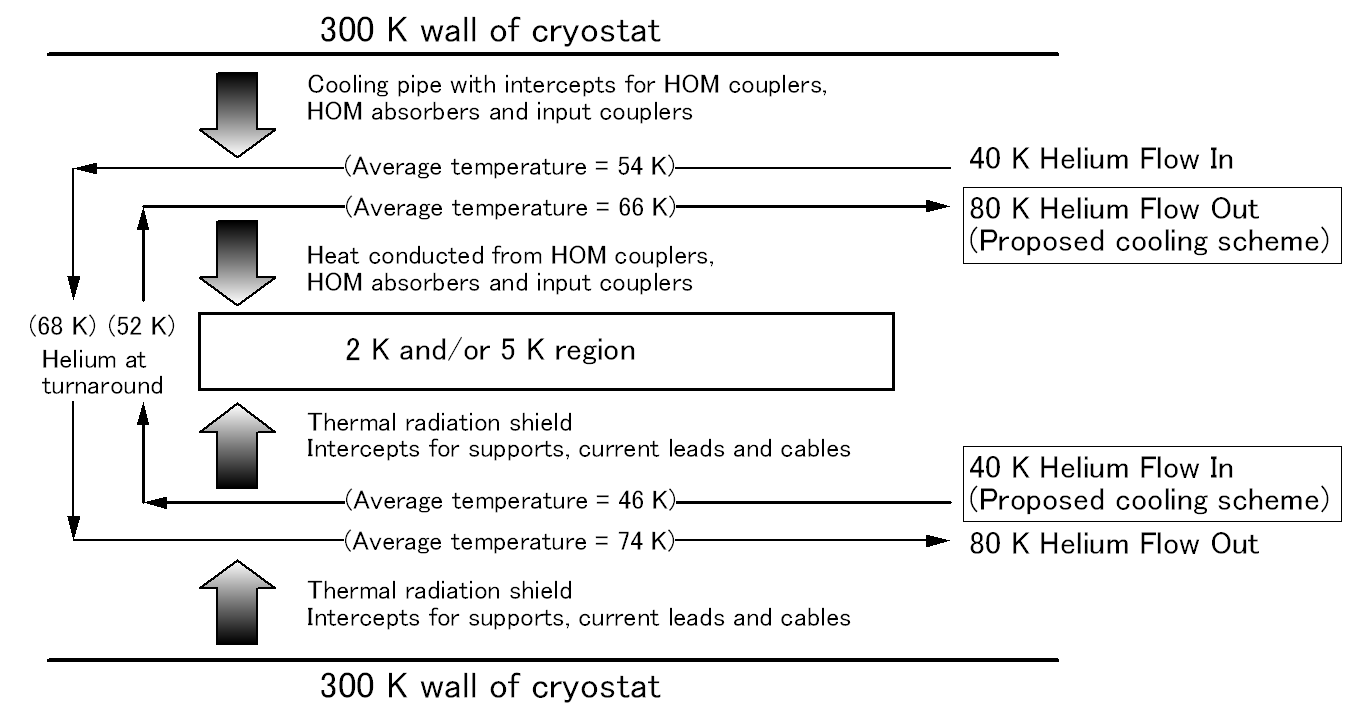 300 K wall of cryostat
Cooling pipe with intercepts for HOM couplers,
HOM absorbers and input couplers
(Average temperature = 54 K)
40 K Helium Flow In
(Average temperature = 66 K)
80 K Helium Flow Out
(Proposed cooling scheme)
Heat conducted from HOM couplers,
HOM absorbers and input couplers
(68 K) (52 K)
Helium at
turnaround
2 K and/or 5 K region
Thermal radiation shield
Intercepts for supports, current leads and cables
40 K Helium Flow In
(Proposed cooling scheme)
(Average temperature = 46 K)
(Average temperature = 74 K)
80 K Helium Flow Out
Thermal radiation shield
Intercepts for supports, current leads and cables
300 K wall of cryostat